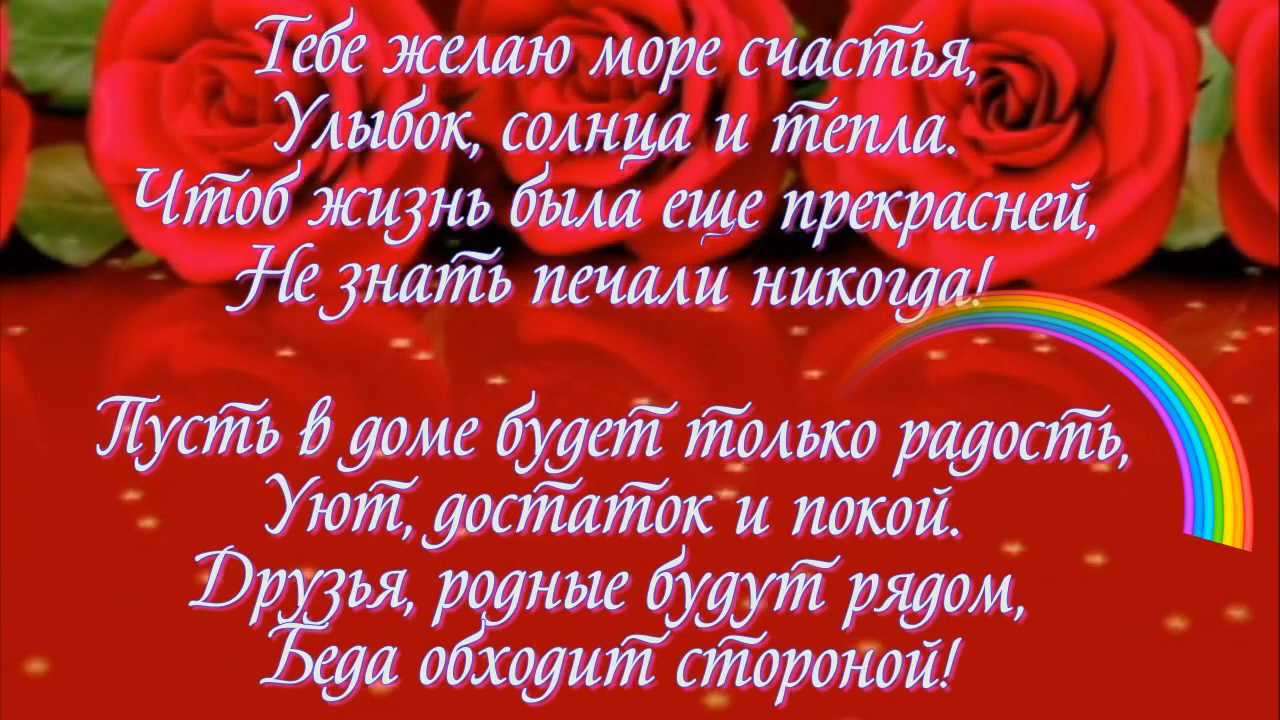 Тебе желаю море счастья,
Улыбок, солнца и тепла.
Чтоб жизнь была еще прекрасней,
Не знать печали никогда!
Пусть в доме будет только радость,
Уют, достаток и покой.
Друзья, родные будут рядом,
Беда обходит стороной!